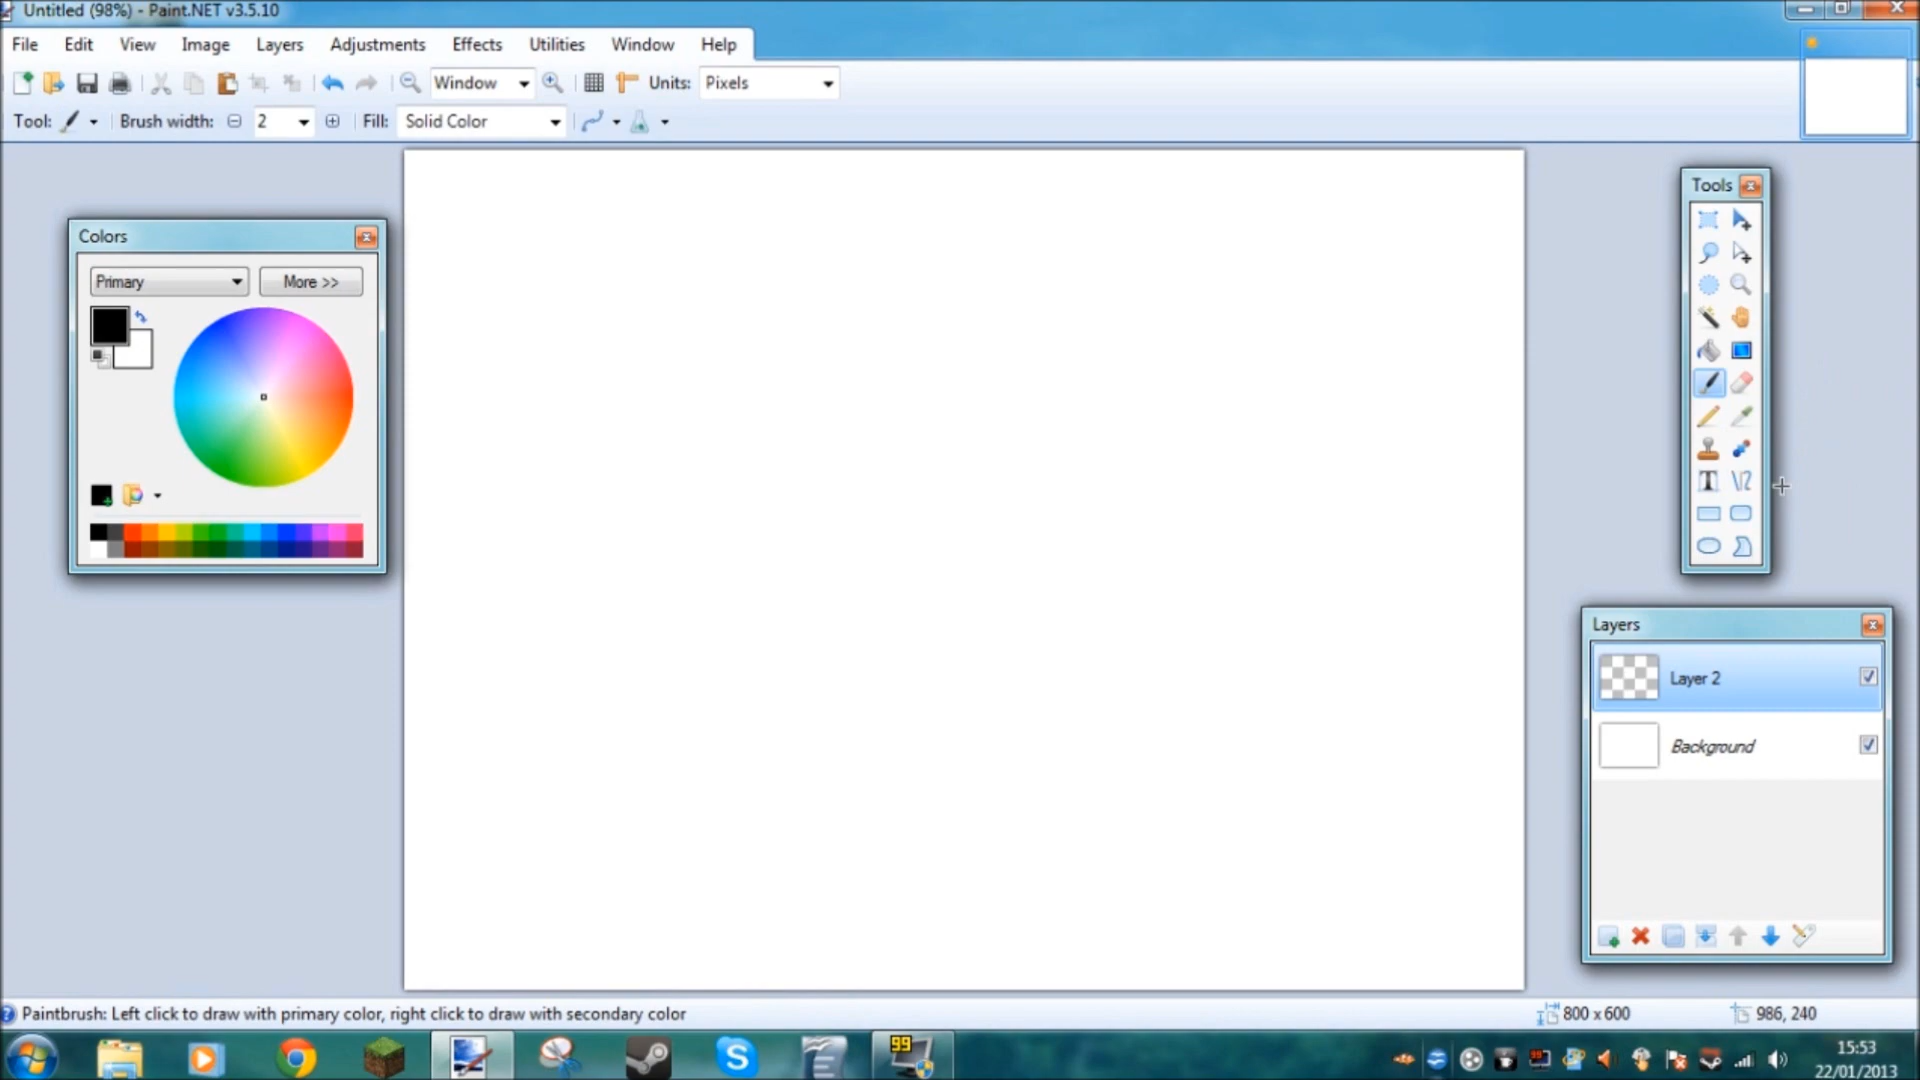 Untitled (98%) - Paint.NET v3.5.10
File Edit View Image Layers Adjustments Effects Utilities Window Help
Window Units: Pixels
Tool: Brush width: 2 Fill: Solid Color
Tools
Colors
Primary More >>
Layers
Layer 2
Background
Paintbrush: Left click to draw with primary color, right click to draw with secondary color 800 x 600 986, 240
99
15:53
22/01/2013